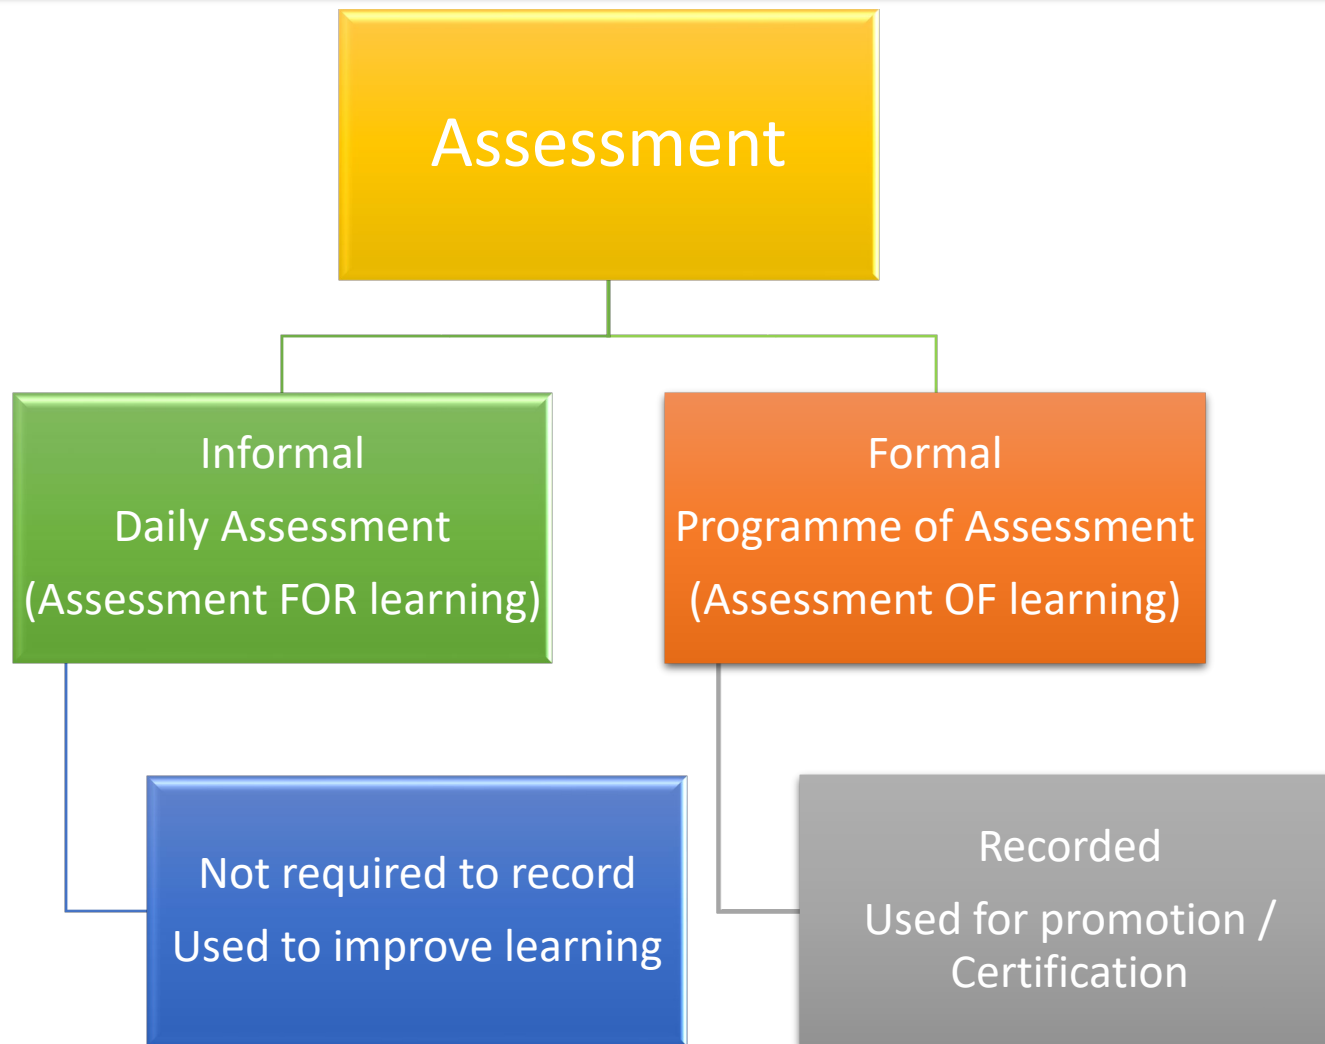 Assessment
Informal
Daily Assessment
(Assessment FOR learning)
Formal
Programme of Assessment
(Assessment OF learning)
Not required to record
Used to improve learning
Recorded
Used for promotion /
Certification